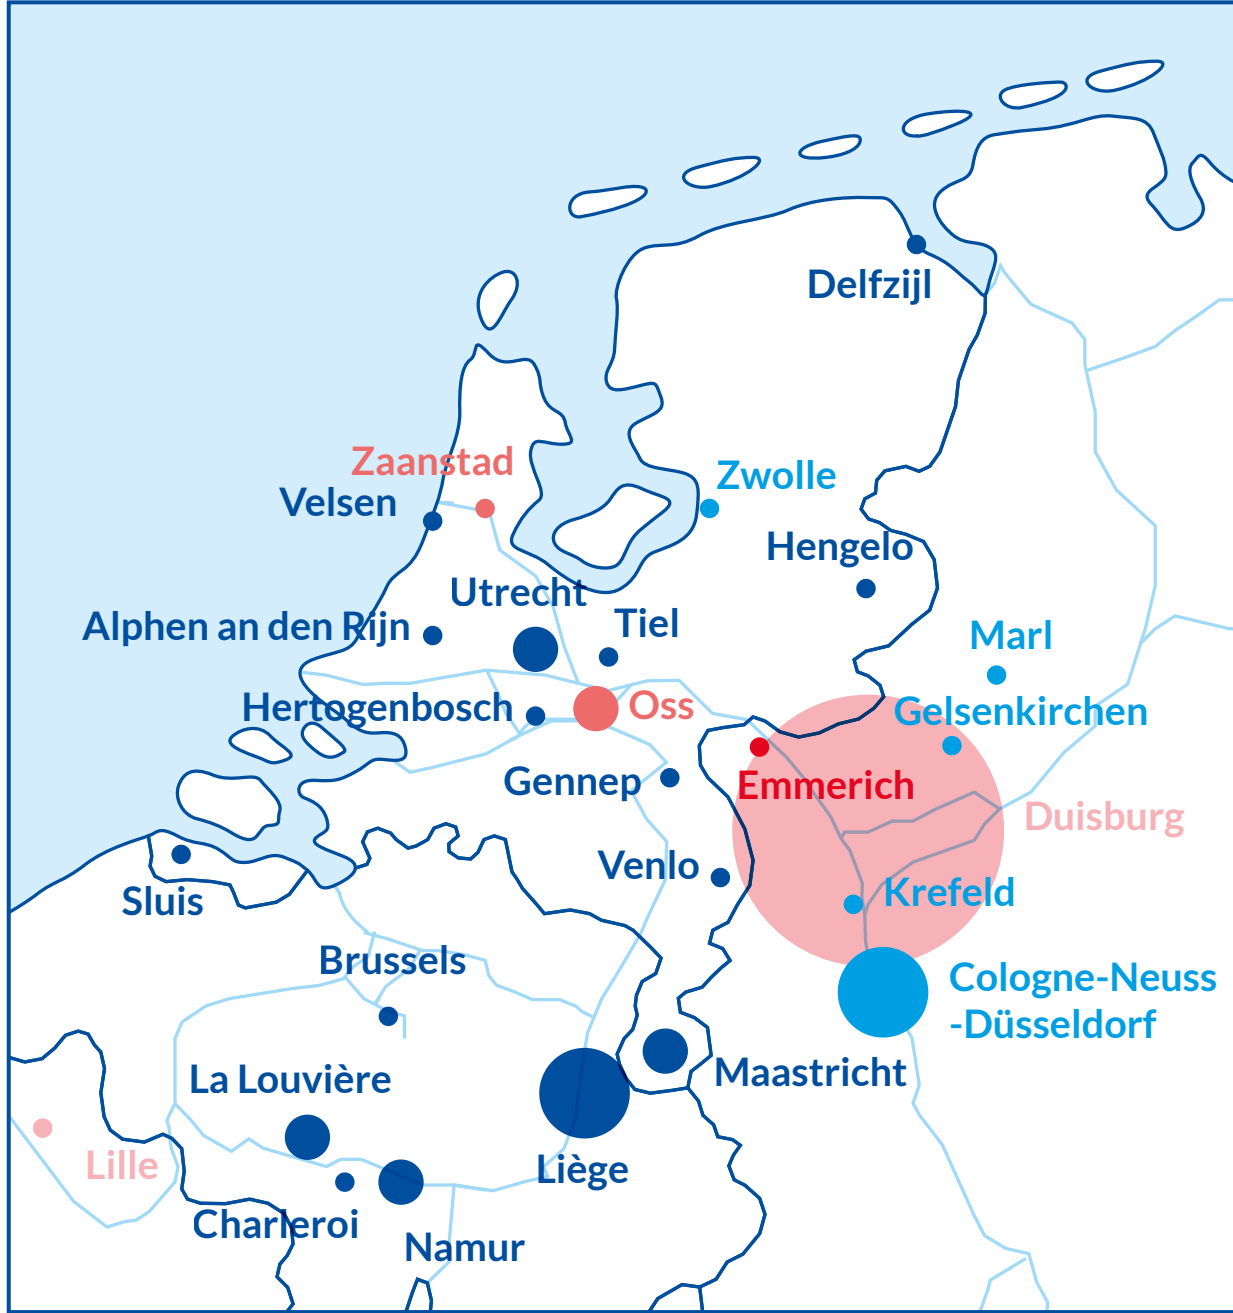 Delfzijl
Zaanstad
Zwolle
Velsen
Hengelo
Utrecht
Tiel
Alphen an den Rijn
Marl
Hertogenbosch
Oss
Gelsenkirchen
Gennep
Emmerich
Duisburg
Venlo
Krefeld
Sluis
Brussels
Cologne-Neuss
-Düsseldorf
La Louvière
Maastricht
Lille
Liège
Charleroi
Namur